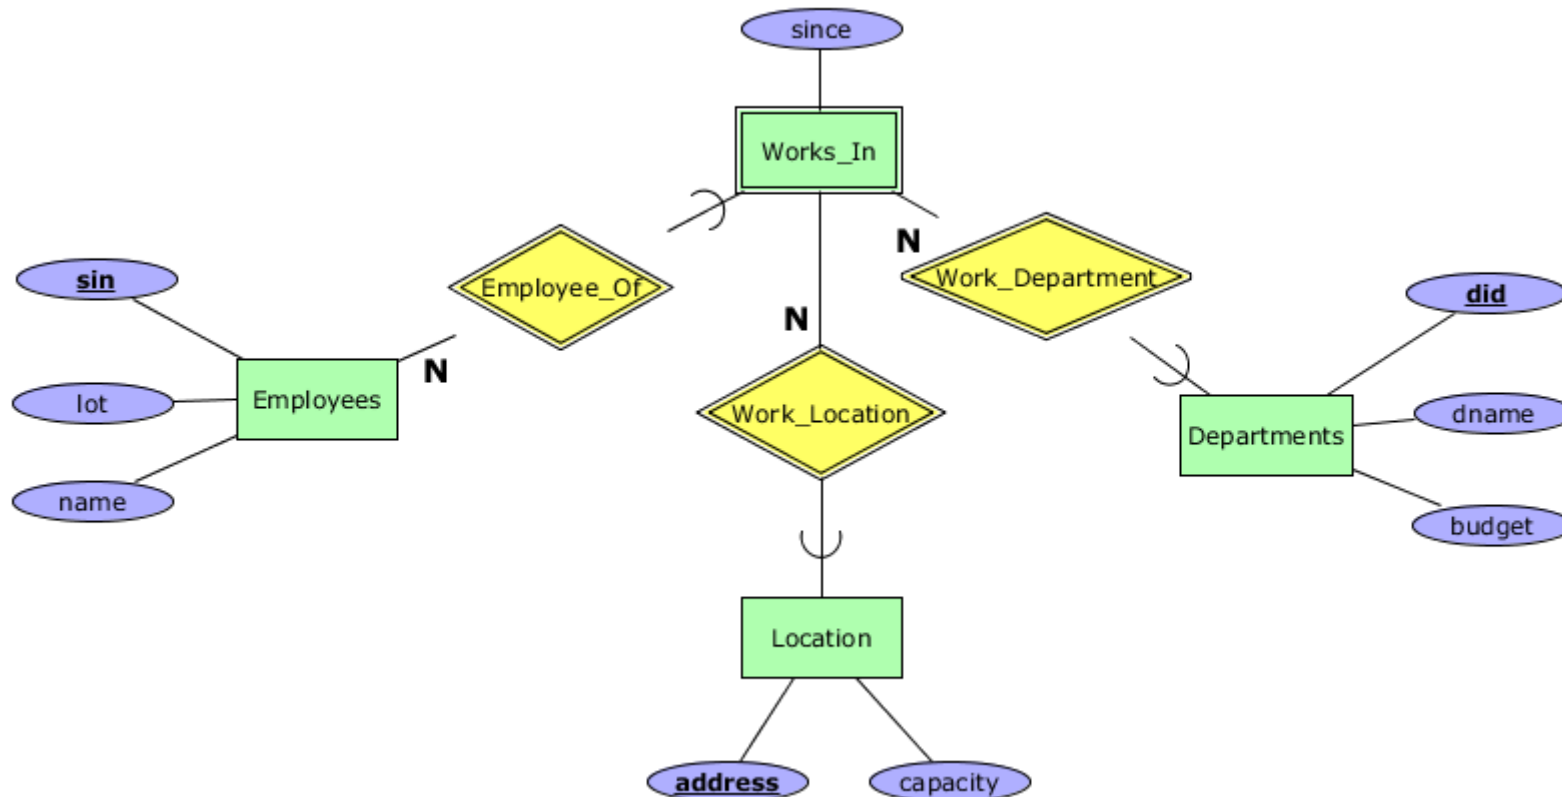 since
Works_In
N
Work_Department
sin
Employee_Of
did
N
N
Employees
lot
Work_Location
dname
Departments
name
budget
Location
address
capacity